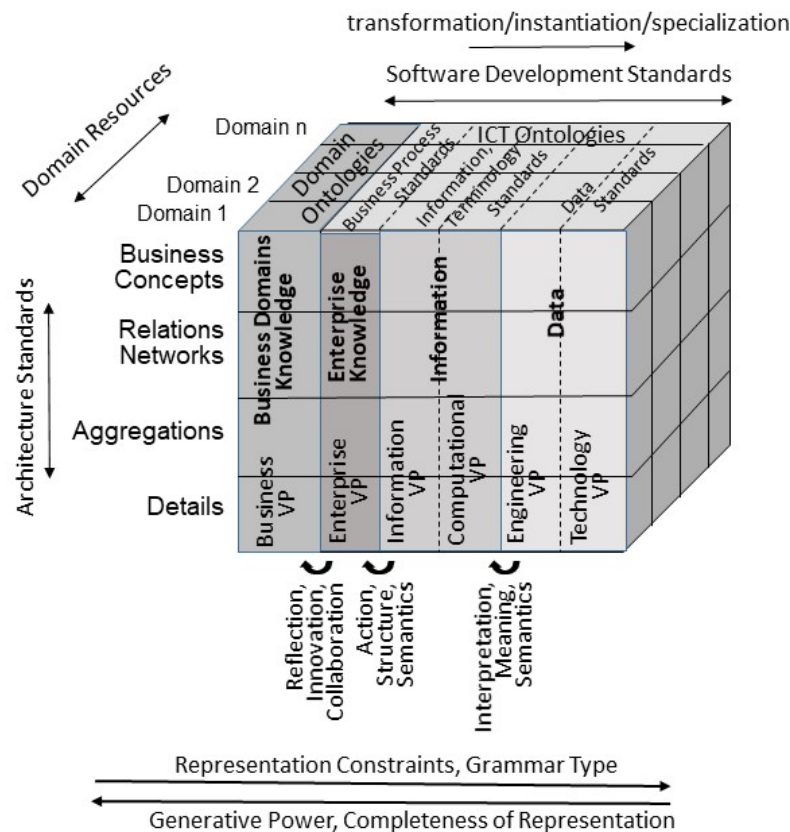 transformation/instantiation/specialization
Software Development Standards
Domain Resources
Domain n
Domain 2
Domain 1
Domain
Ontologies
ICT Ontologies
Business Process
Standards
Information,
Terminology
Standards
Data
Standards
Architecture Standards
Business
Concepts
Relations
Networks
Aggregations
Details
Business Domains
Knowledge
Enterprise
Knowledge
Information
Data
Business
VP
Enterprise
VP
Information
VP
Computational
VP
Engineering
VP
Technology
VP
Reflection,
Innovation,
Collaboration
Action,
Structure,
Semantics
Interpretation,
Meaning,
Semantics
Representation Constraints, Grammar Type
Generative Power, Completeness of Representation